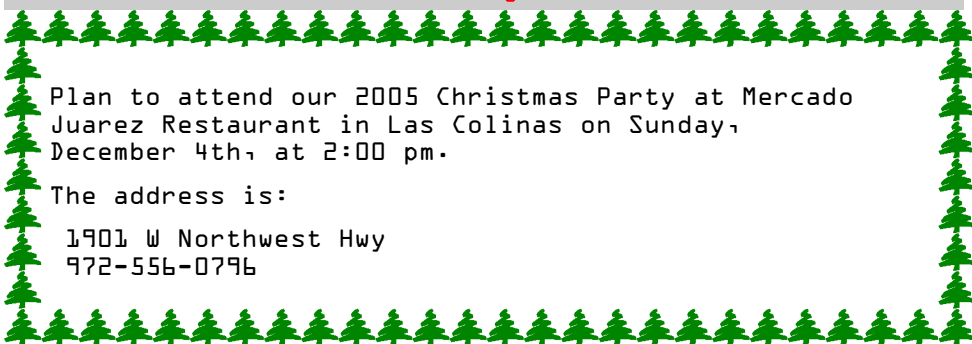 Plan to attend our 2005 Christmas Party at Mercado
Juarez Restaurant in Las Colinas on Sunday,
December 4th, at 2:00 pm.
The address is:
1901 W Northwest Hwy
972-556-0796